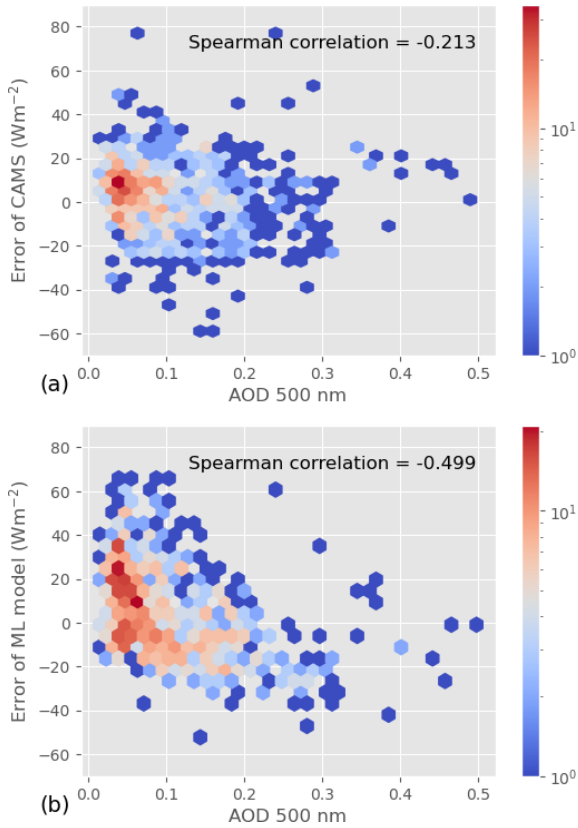 Spearman correlation = -0.213
80
60
40
20
0
−20
−40
−60
Error of CAMS (Wm−2)
0.0 0.1 0.2 0.3 0.4 0.5
AOD 500 nm
(a)
10¹
10⁰
Spearman correlation = -0.499
80
60
40
20
0
−20
−40
−60
Error of ML model (Wm−2)
0.0 0.1 0.2 0.3 0.4 0.5
AOD 500 nm
(b)
10¹
10⁰